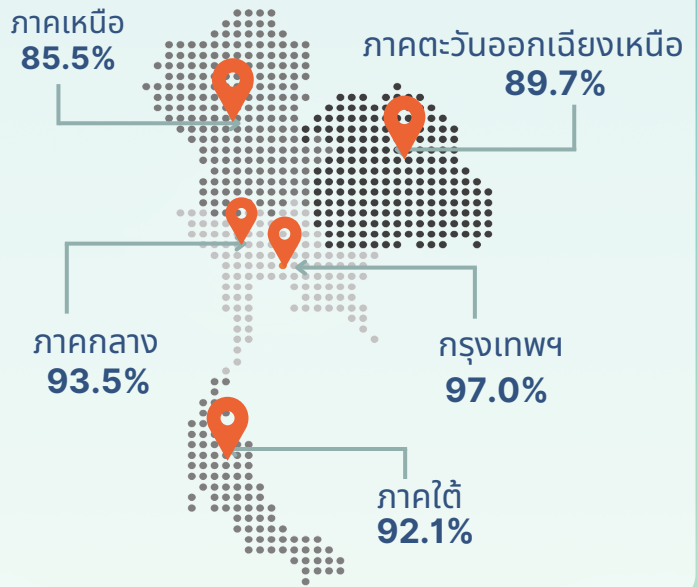 ภาคเหนือ
85.5%
ภาคตะวันออกเฉียงเหนือ
89.7%
ภาคกลาง
93.5%
กรุงเทพฯ
97.0%
ภาคใต้
92.1%